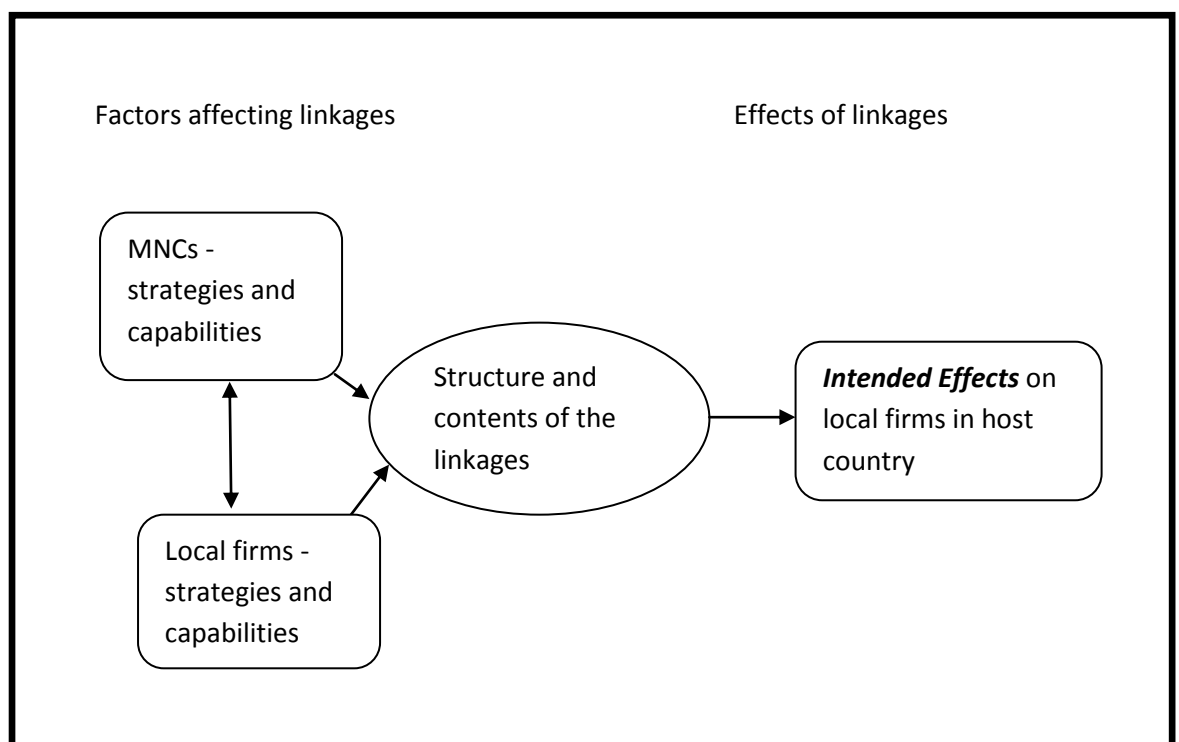 Factors affecting linkages
Effects of linkages
MNCs -
strategies and
capabilities
Structure and
contents of the
linkages
Intended Effects on
local firms in host
country
Local firms -
strategies and
capabilities